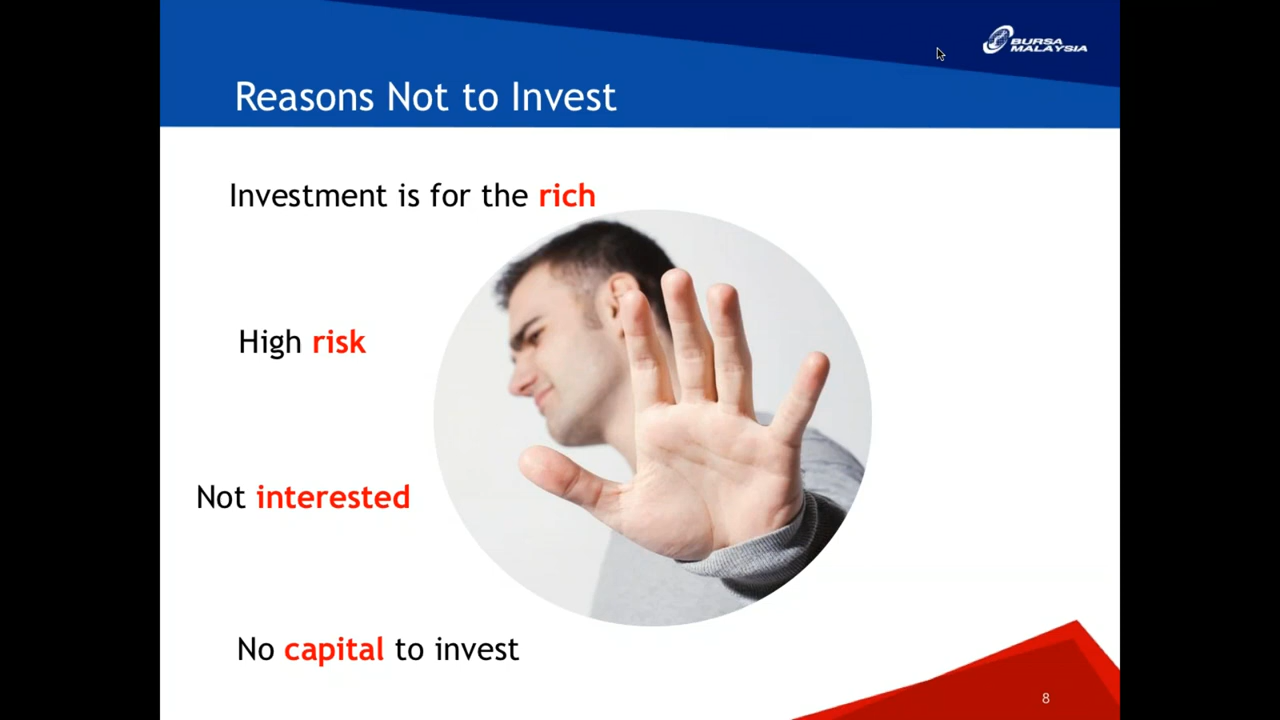 BURSA
MALAYSIA
Reasons Not to Invest
Investment is for the rich
High risk
Not interested
No capital to invest
8